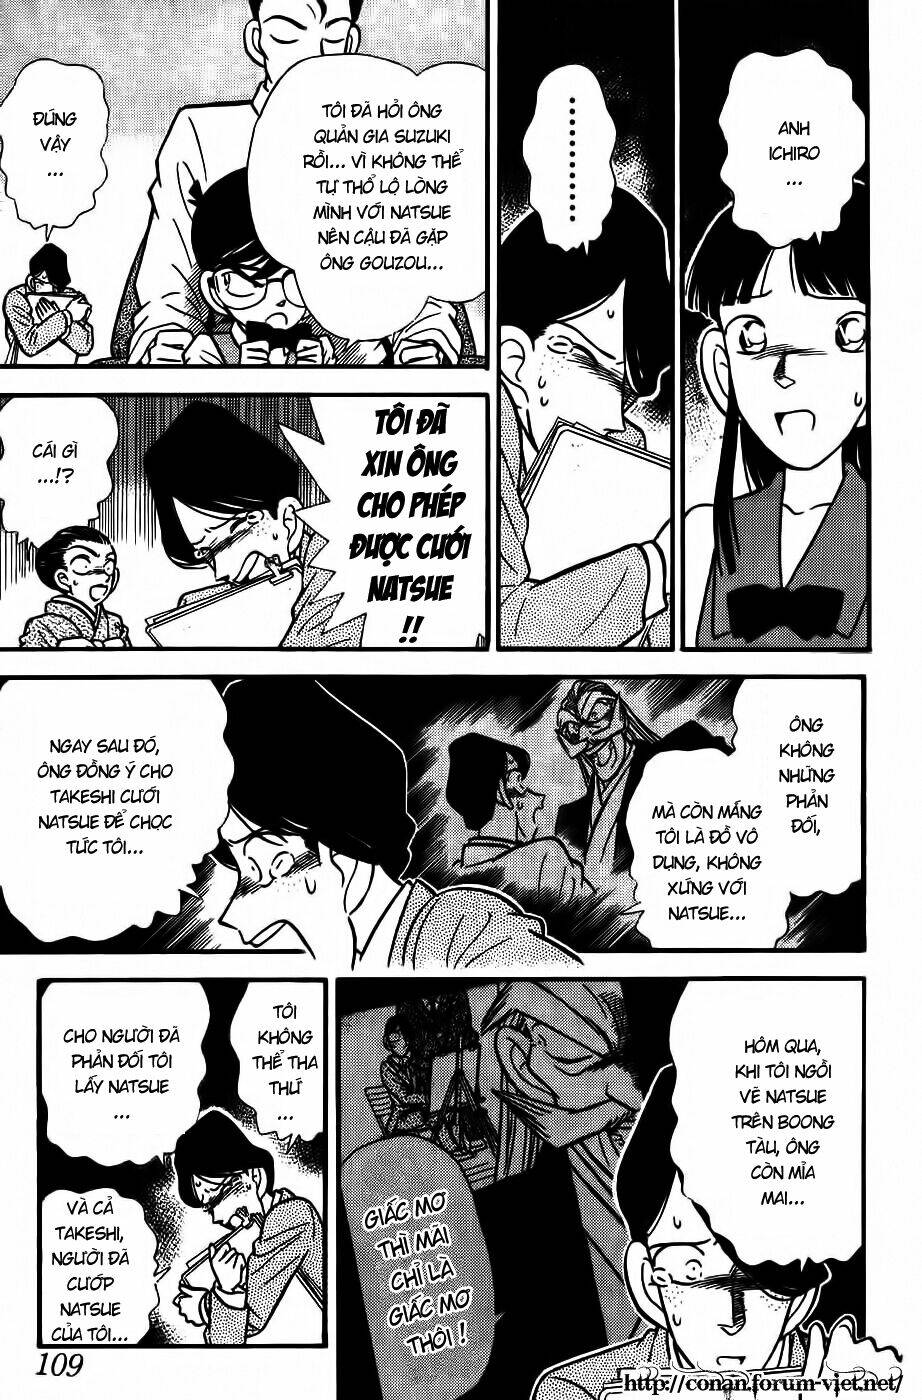 ANH
ICHIRO
...
.........
TÔI ĐÃ HỎI ÔNG
QUẢN GIA SUZUKI
RỒI... VÌ KHÔNG THỂ
TỰ THỔ LỘ LÒNG
MÌNH VỚI NATSUE
NÊN CẬU ĐÃ GẶP
ÔNG GOUZOU...
ĐÚNG
VẬY
...
TÔI ĐÃ
XIN ÔNG
CHO PHÉP
ĐƯỢC CƯỚI
NATSUE
!!
CÁI GÌ
...!?
ÔNG
KHÔNG
NHỮNG
PHẢN
ĐỐI,
MÀ CÒN MẮNG
TÔI LÀ ĐỒ VÔ
DỤNG, KHÔNG
XỨNG VỚI
NATSUE...
NGAY SAU ĐÓ,
ÔNG ĐỒNG Ý CHO
TAKESHI CƯỚI
NATSUE ĐỂ CHỌC
TỨC TÔI...
HÔM QUA,
KHI TÔI NGỒI
VẼ NATSUE
TRÊN BOONG
TÀU, ÔNG
CÒN MỈA
MAI...
GIẤC MƠ
THÌ MÃI
CHỈ LÀ
GIẤC MƠ
THÔI !
TÔI
KHÔNG
THỂ THA
THỨ
...
CHO NGƯỜI ĐÃ
PHẢN ĐỐI TÔI
LẤY NATSUE
...
VÀ CẢ
TAKESHI,
NGƯỜI ĐÃ
CƯỚP
NATSUE
CỦA TÔI...
109
http://conan.forum-viet.net/